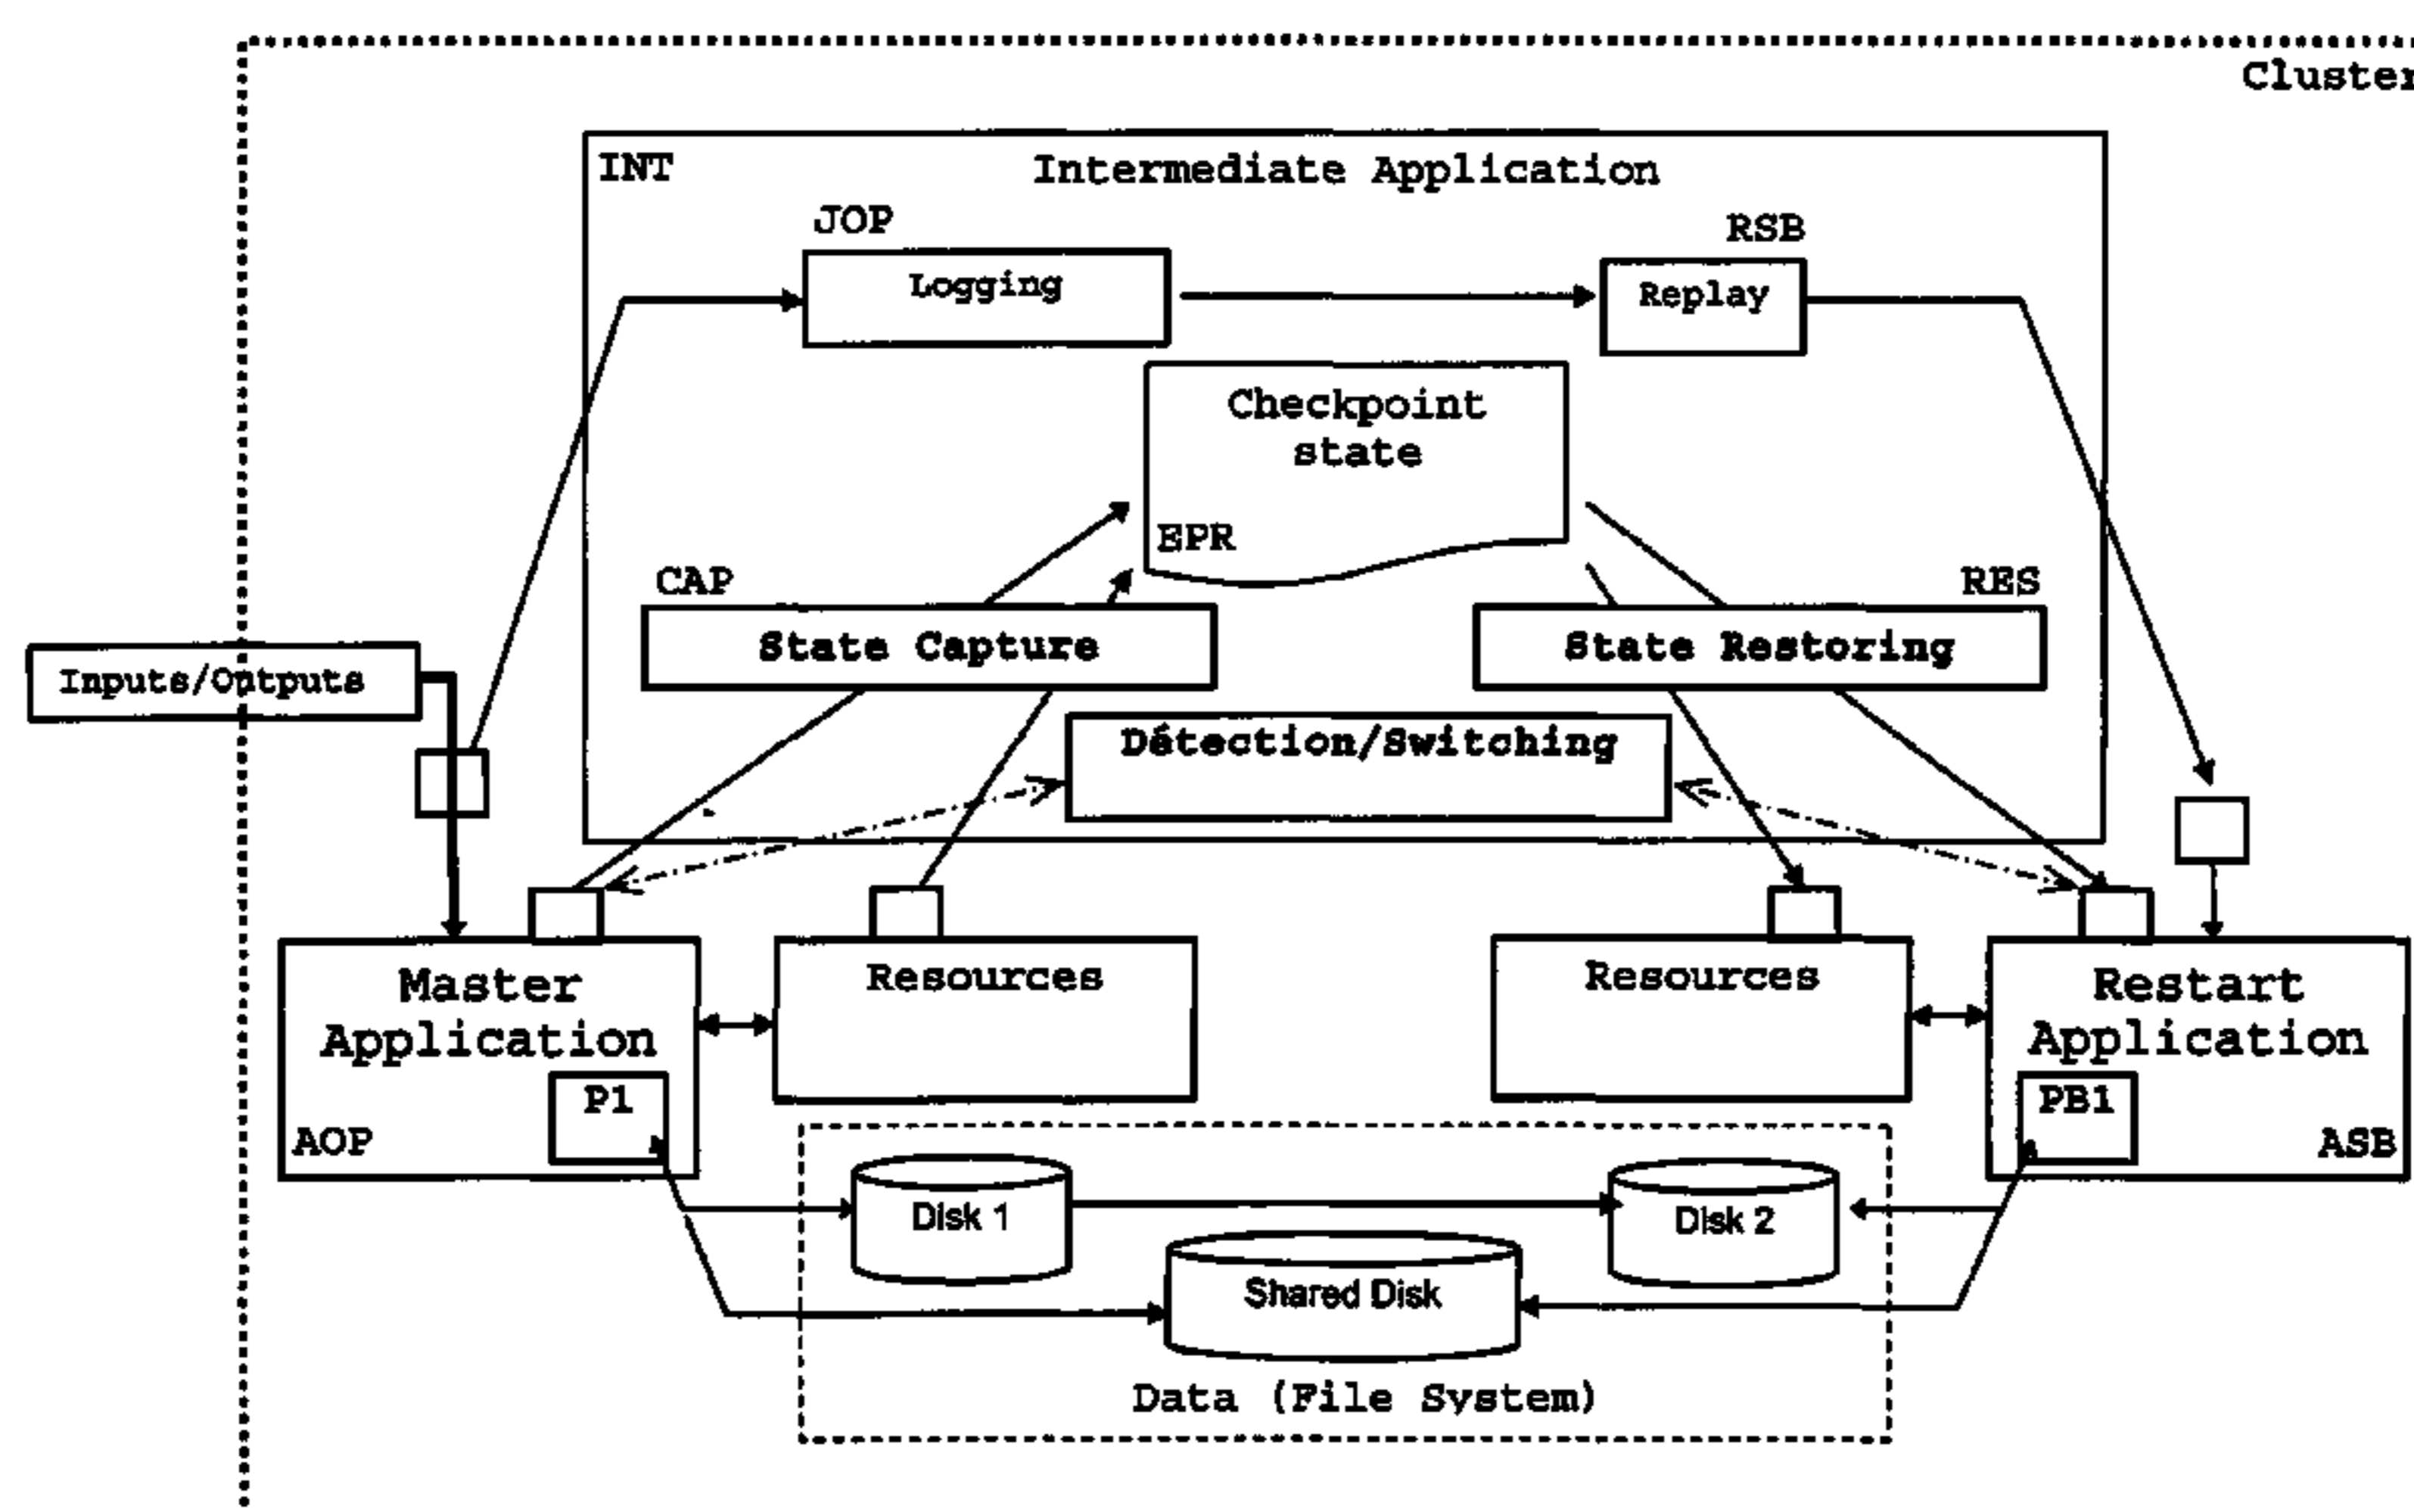 Cluster
INT
Intermediate Application
JOP
RSB
Logging
Replay
Checkpoint
state
EPR
CAP
RES
State Capture
State Restoring
Inputs/Outputs
Détection/Switching
Master
Application
Resources
Resources
Restart
Application
P1
PB1
AOP
ASB
Disk 1
Disk 2
Shared Disk
Data (File System)